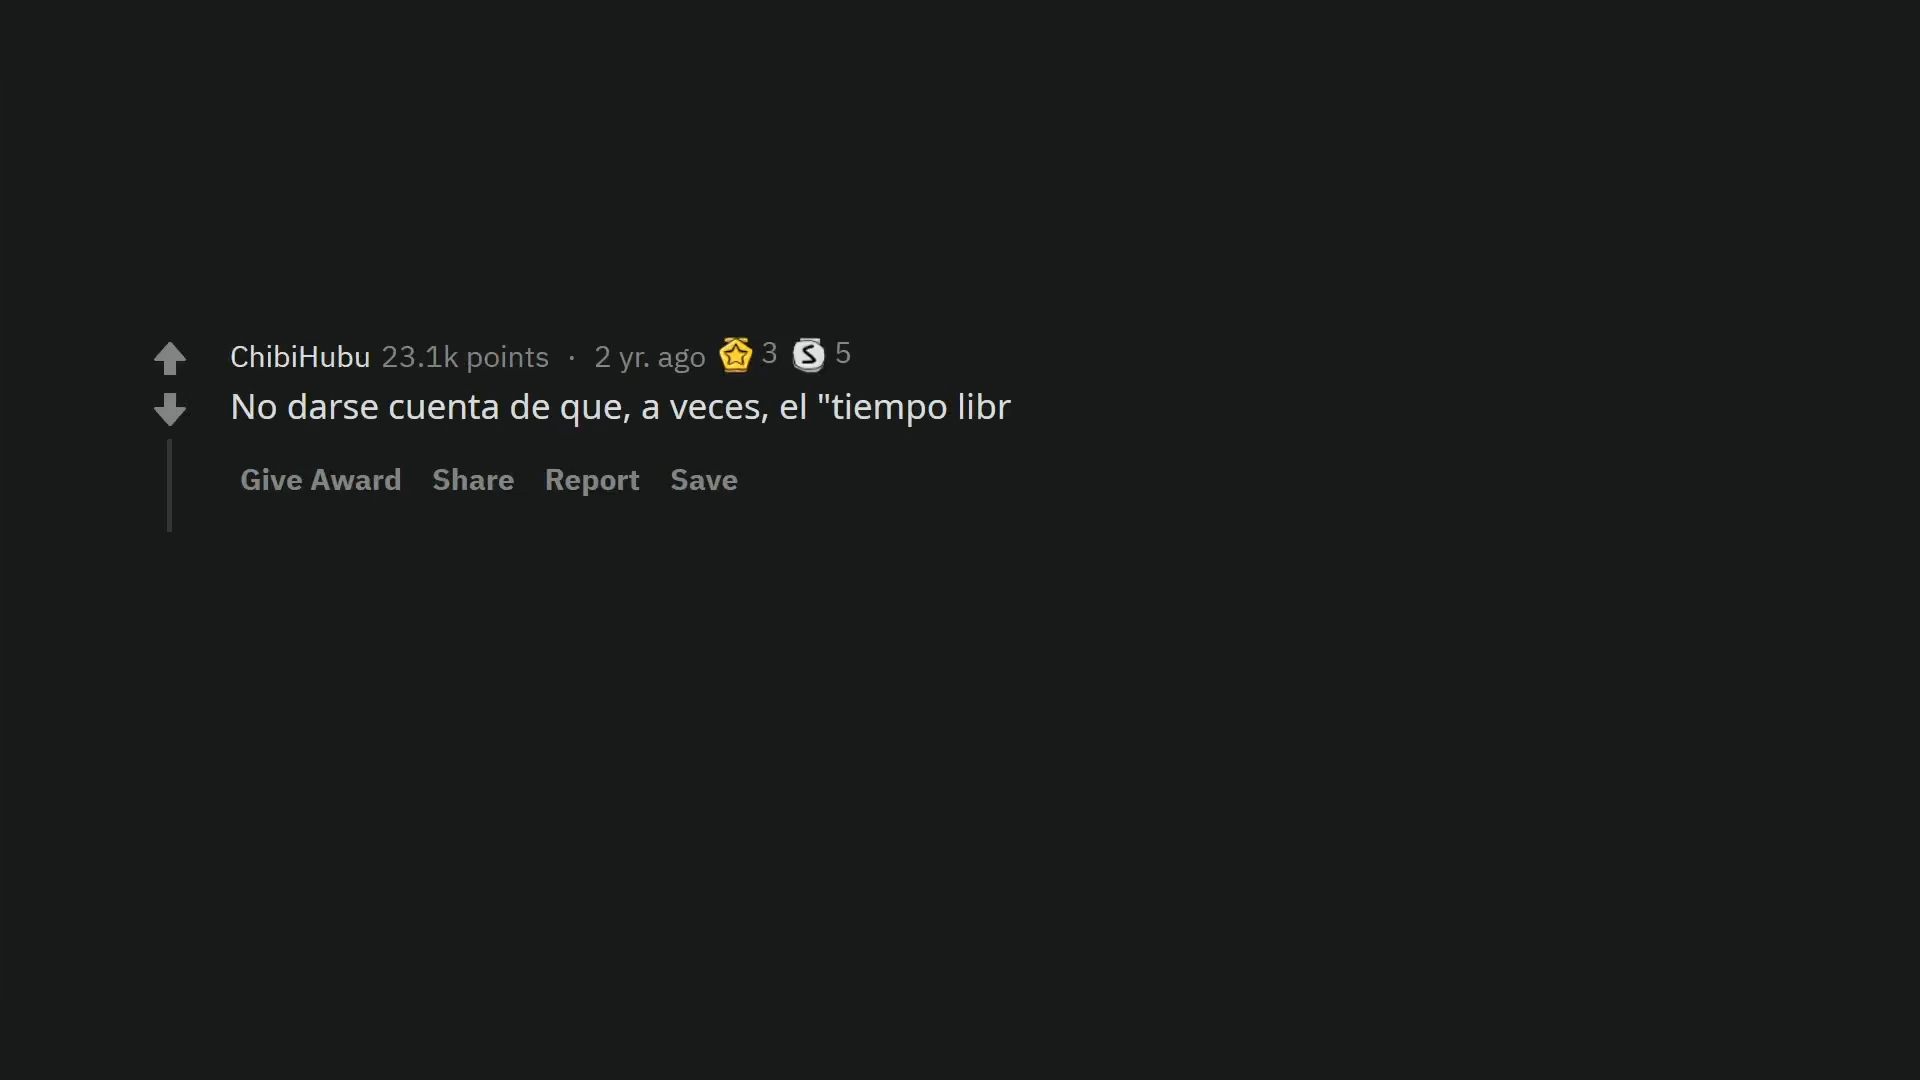 ChibiHubu 23.1k points · 2 yr. ago 3 5
No darse cuenta de que, a veces, el "tiempo libr
Give Award Share Report Save